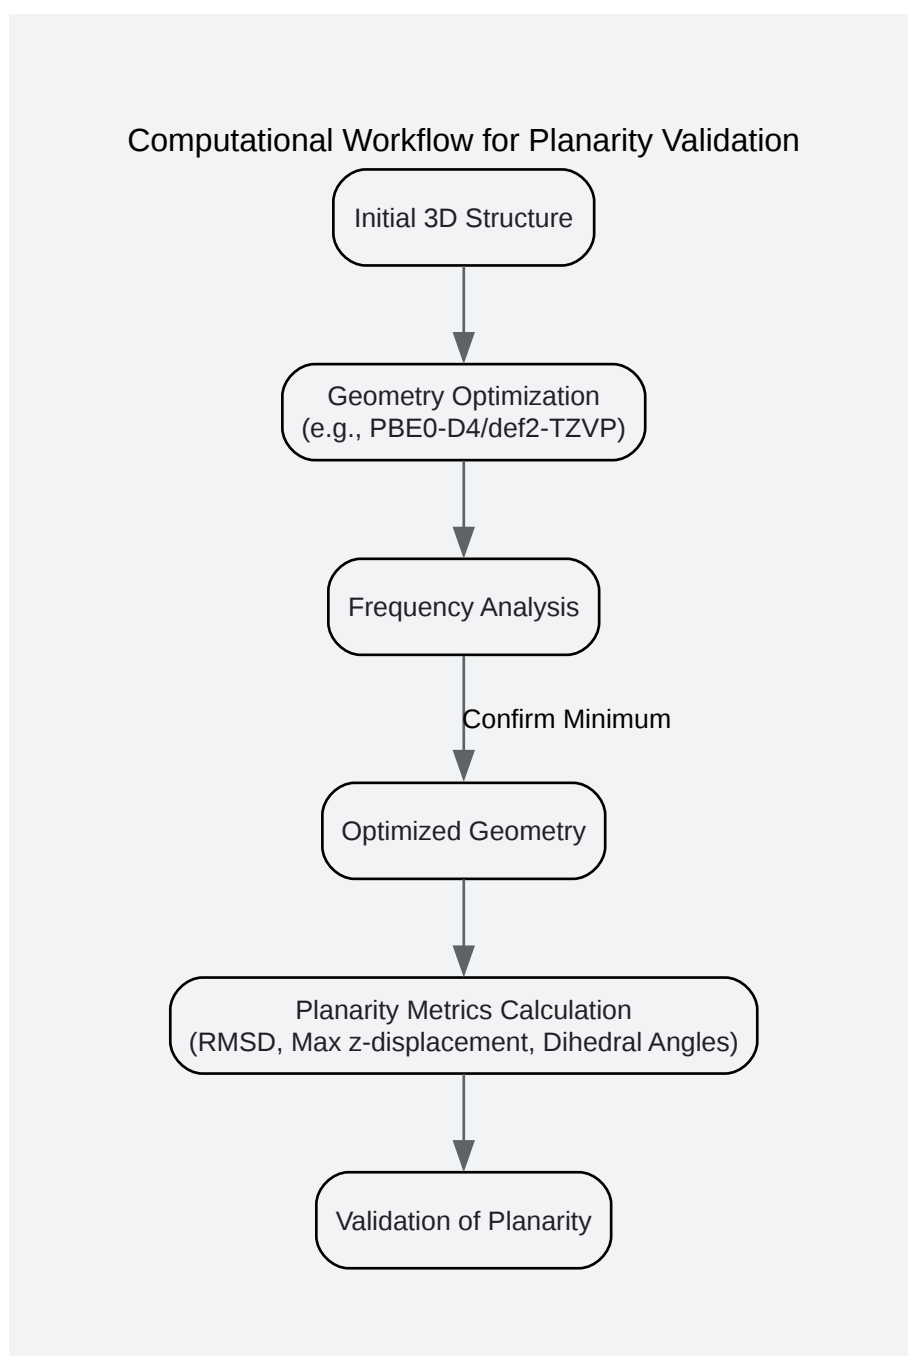 Computational Workflow for Planarity Validation
Initial 3D Structure
Geometry Optimization
(e.g., PBE0-D4/def2-TZVP)
Frequency Analysis
Confirm Minimum
Optimized Geometry
Planarity Metrics Calculation
(RMSD, Max z-displacement, Dihedral Angles)
Validation of Planarity